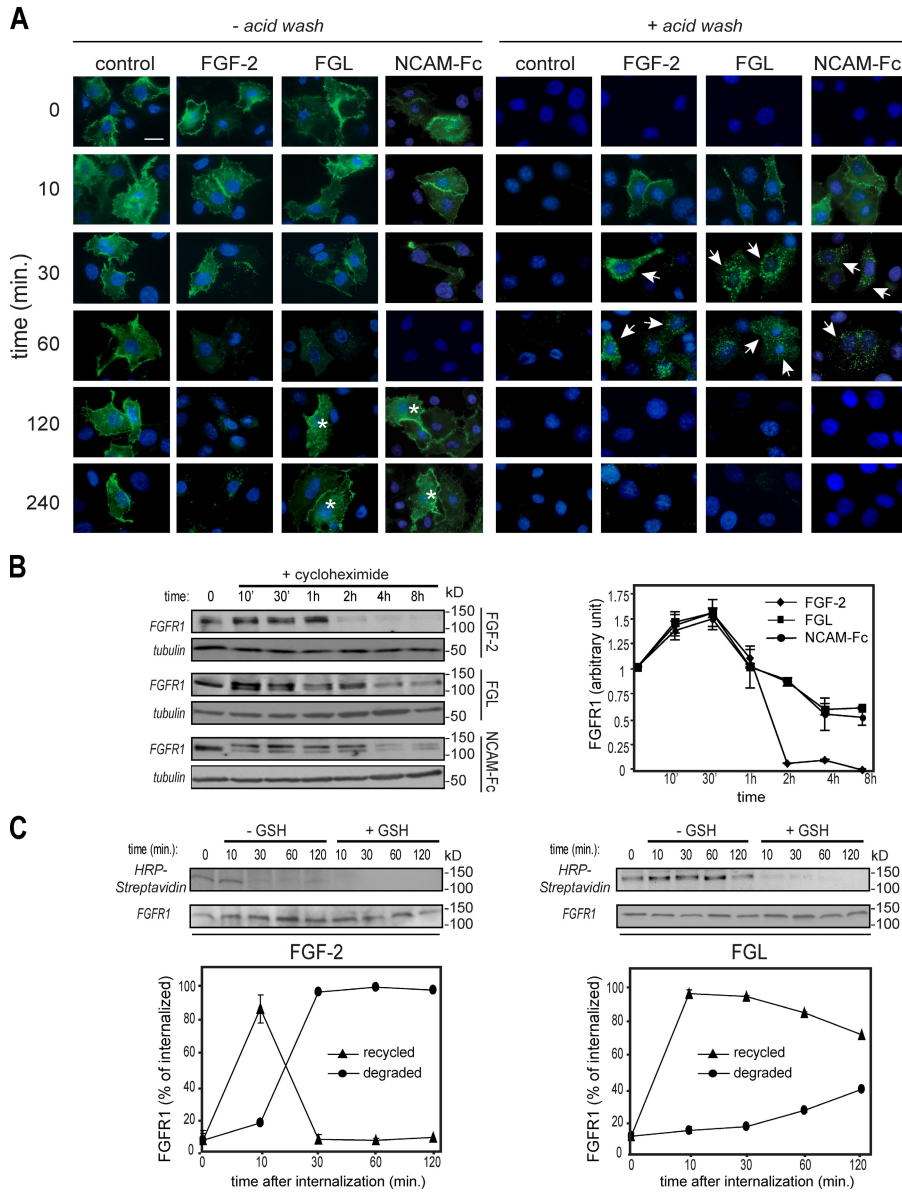 A
- acid wash + acid wash
control FGF-2 FGL NCAM-Fc control FGF-2 FGL NCAM-Fc
time (min.)
0
10
30
60
120
* *
240
* *
B
+ cycloheximide
time: 0 10' 30' 1h 2h 4h 8h kD
FGFR1 -150
-100
tubulin -50
FGF-2
FGFR1 -150
-100
tubulin -50
FGL
FGFR1 -150
-100
tubulin -50
NCAM-Fc
FGFR1 (arbitrary unit)
1.75
1.5
1.25
1
0.75
0.5
0.25
0
FGF-2
FGL
NCAM-Fc
10' 30' 1h 2h 4h 8h
time
C
- GSH + GSH
time (min.): 0 10 30 60 120 10 30 60 120 kD
HRP-
Streptavidin
-150
-100
FGFR1 -150
-100
FGF-2
FGFR1 (% of internalized)
100
80
60
40
20
0
recycled
degraded
0 10 30 60 120
time after internalization (min.)
- GSH + GSH
time (min.): 0 10 30 60 120 10 30 60 120 kD
HRP-
Streptavidin
-150
-100
FGFR1 -150
-100
FGL
FGFR1 (% of internalized)
100
80
60
40
20
0
recycled
degraded
0 10 30 60 120
time after internalization (min.)